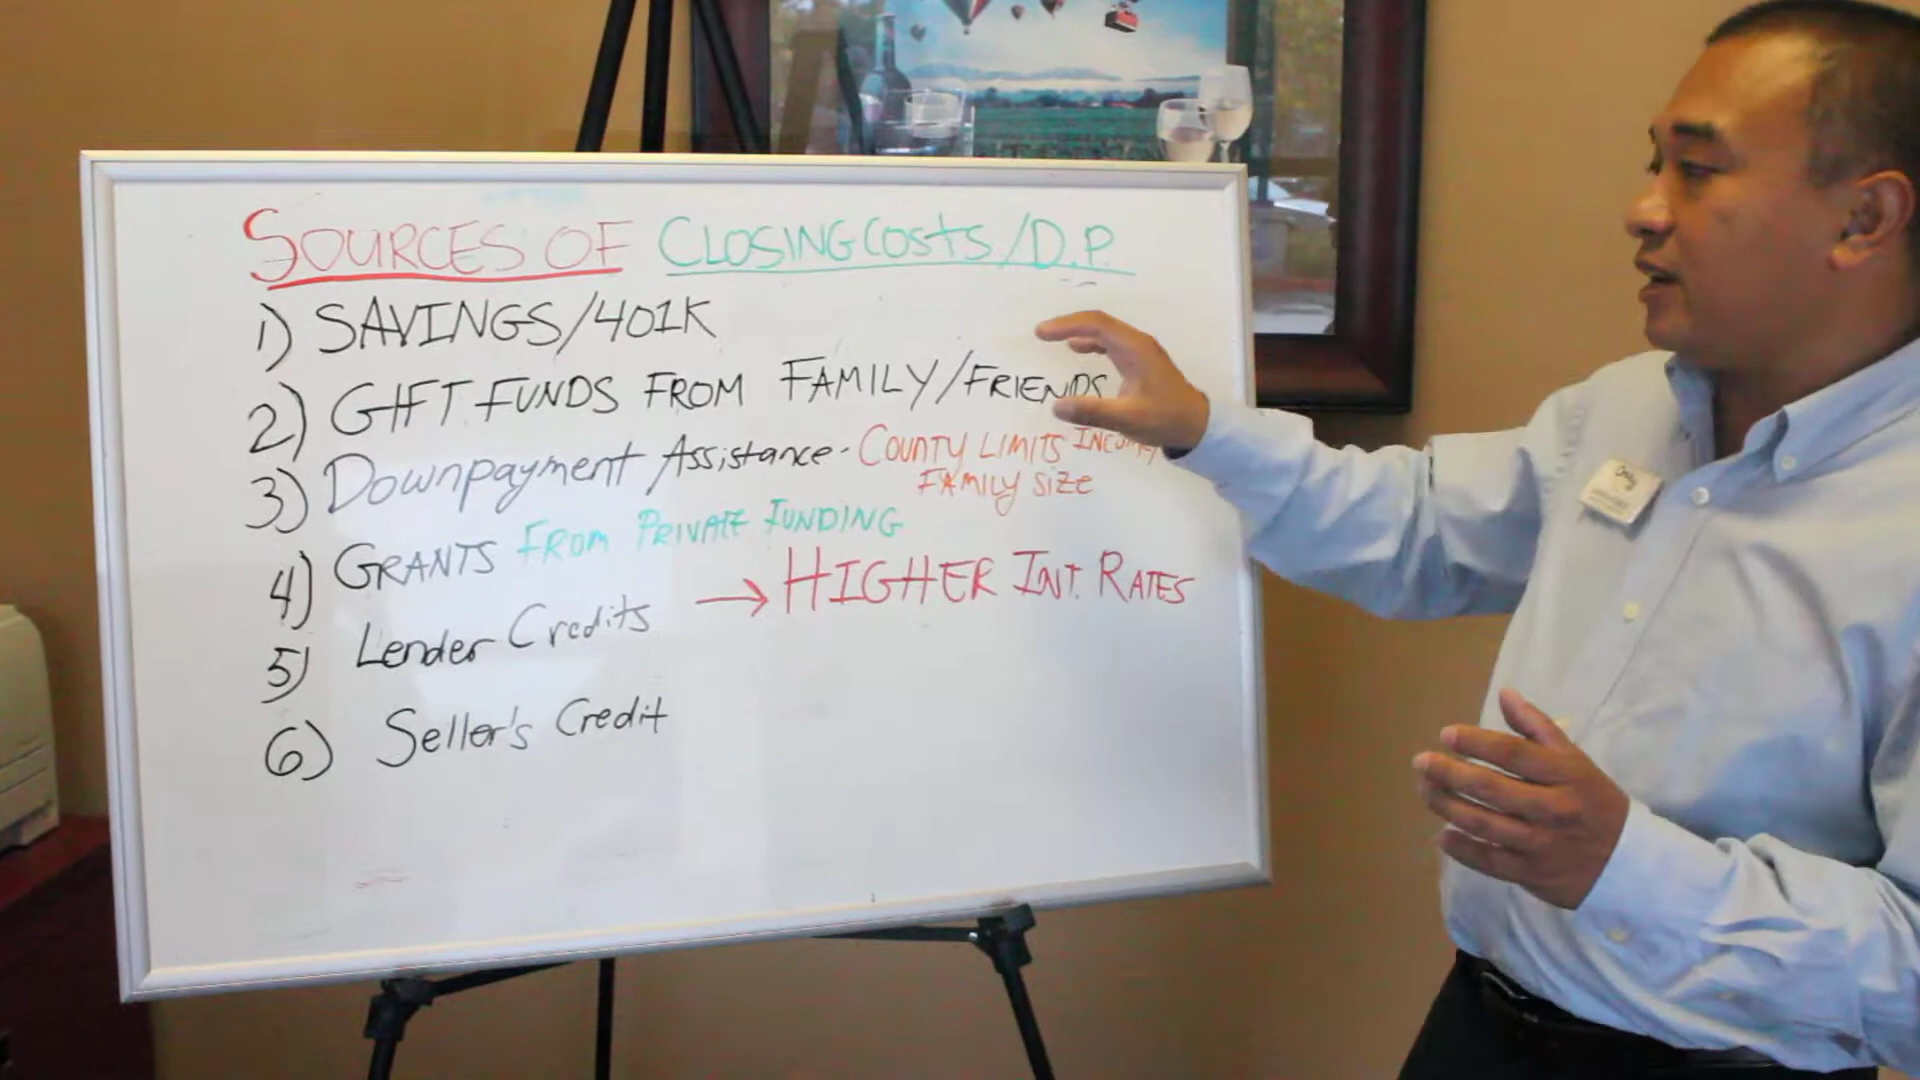 SOURCES OF CLOSING COSTS/D.P.
1) SAVINGS/401K
2) GIFT FUNDS FROM FAMILY/FRIENDS
3) Downpayment Assistance - COUNTY LIMITS
FAMILY SIZE
4) GRANTS FROM PRIVATE FUNDING
5) Lender Credits → HIGHER INT. RATES
6) Seller's Credit